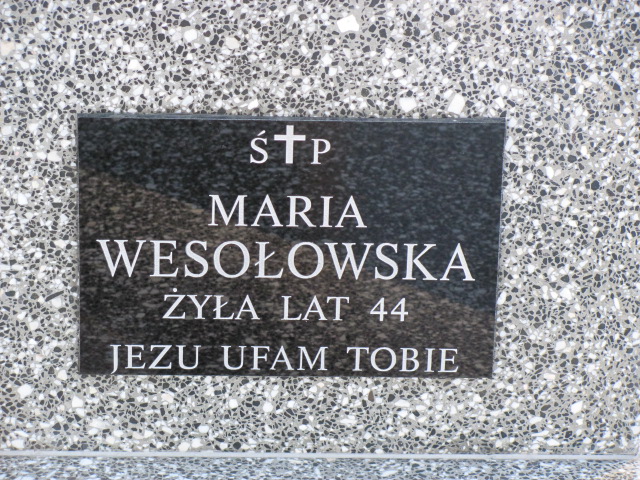 Ś✝P
MARIA
WESOŁOWSKA
ŻYŁA LAT 44
JEZU UFAM TOBIE